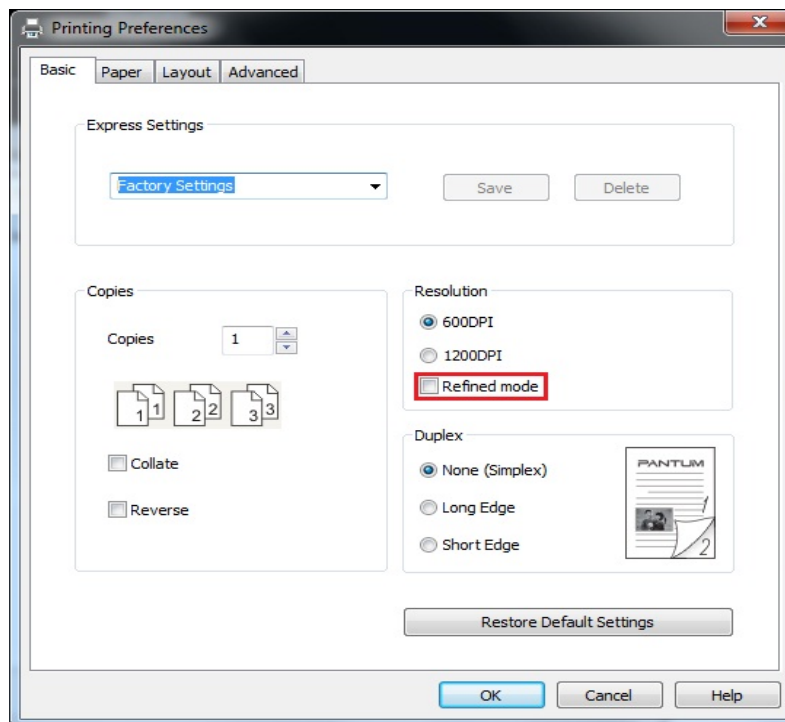 Printing Preferences
Basic Paper Layout Advanced
Express Settings
Factory Settings Save Delete
Copies
Copies 1
1 1 2 2 3 3
Collate
Reverse
Resolution
600DPI
1200DPI
Refined mode
Duplex
None (Simplex)
Long Edge
Short Edge
PANTUM
1
2
Restore Default Settings
OK Cancel Help